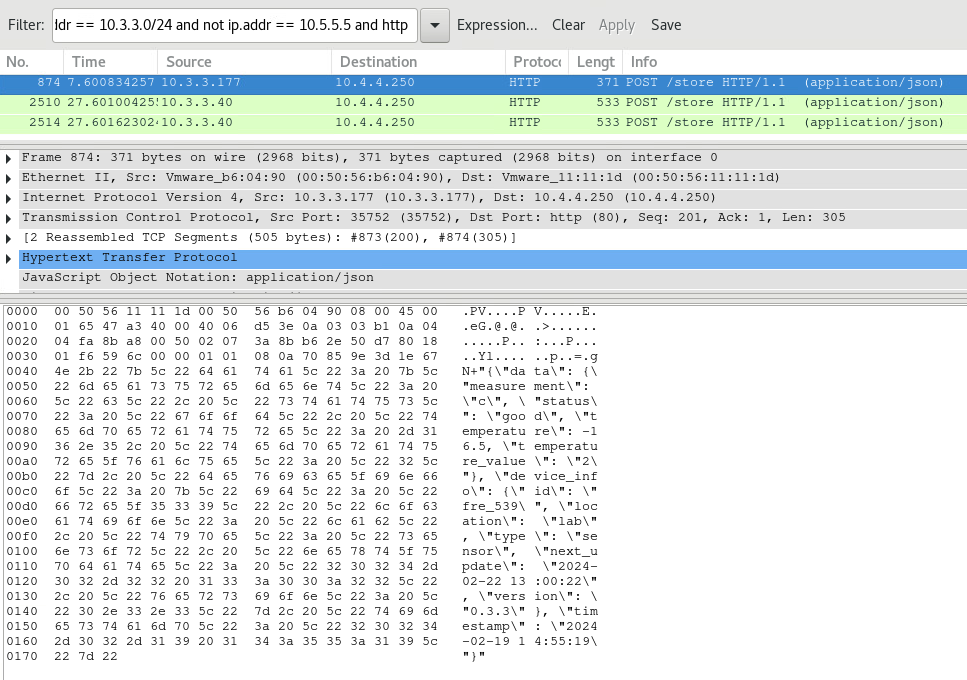 Filter: ldr == 10.3.3.0/24 and not ip.addr == 10.5.5.5 and http Expression... Clear Apply Save
No. Time Source Destination Protoc Lengt Info
874 7.600834257 10.3.3.177 10.4.4.250 HTTP 371 POST /store HTTP/1.1 (application/json)
2510 27.601004255 10.3.3.40 10.4.4.250 HTTP 533 POST /store HTTP/1.1 (application/json)
2514 27.601623024 10.3.3.40 10.4.4.250 HTTP 533 POST /store HTTP/1.1 (application/json)
Frame 874: 371 bytes on wire (2968 bits), 371 bytes captured (2968 bits) on interface 0
Ethernet II, Src: Vmware_b6:04:90 (00:50:56:b6:04:90), Dst: Vmware_11:11:1d (00:50:56:11:11:1d)
Internet Protocol Version 4, Src: 10.3.3.177 (10.3.3.177), Dst: 10.4.4.250 (10.4.4.250)
Transmission Control Protocol, Src Port: 35752 (35752), Dst Port: http (80), Seq: 201, Ack: 1, Len: 305
[2 Reassembled TCP Segments (505 bytes): #873(200), #874(305)]
Hypertext Transfer Protocol
JavaScript Object Notation: application/json
0000 00 50 56 11 11 1d 00 50 56 b6 04 90 08 00 45 00 .PV....P V.....E.
0010 01 65 47 a3 40 00 40 06 d5 3e 0a 03 03 b1 0a 04 .eG.@.@. .>......
0020 04 fa 8b a8 00 50 02 07 3a 8b b6 2e 50 d7 80 18 .....P.. :...P...
0030 01 f6 59 6c 00 00 01 01 08 0a 70 85 9e 3d 1e 67 ..Yl.... ..p..=.g
0040 4e 2b 22 7b 5c 22 64 61 74 61 5c 22 3a 20 7b 5c N+"{\"da ta\": {\
0050 22 6d 65 61 73 75 72 65 6d 65 6e 74 5c 22 3a 20 "measure ment\":
0060 5c 22 63 5c 22 2c 20 5c 22 73 74 61 74 75 73 5c \"c\", \ "status\
0070 22 3a 20 5c 22 67 6f 6f 64 5c 22 2c 20 5c 22 74 ": \"goo d\", \"t
0080 65 6d 70 65 72 61 74 75 72 65 5c 22 3a 20 2d 31 emperatu re\": -1
0090 36 2e 35 2c 20 5c 22 74 65 6d 70 65 72 61 74 75 6.5, \"t emperatu
00a0 72 65 5f 76 61 6c 75 65 5c 22 3a 20 5c 22 32 5c re_value \": \"2\
00b0 22 7d 2c 20 5c 22 64 65 76 69 63 65 5f 69 6e 66 "}, \"de vice_inf
00c0 6f 5c 22 3a 20 7b 5c 22 69 64 5c 22 3a 20 5c 22 o\": {\" id\": \"
00d0 66 72 65 5f 35 33 39 5c 22 2c 20 5c 22 6c 6f 63 fre_539\ ", \"loc
00e0 61 74 69 6f 6e 5c 22 3a 20 5c 22 6c 61 62 5c 22 ation\": \"lab\"
00f0 2c 20 5c 22 74 79 70 65 5c 22 3a 20 5c 22 73 65 , \"type \": \"se
0100 6e 73 6f 72 5c 22 2c 20 5c 22 6e 65 78 74 5f 75 nsor\", \"next_u
0110 70 64 61 74 65 5c 22 3a 20 5c 22 32 30 32 34 2d pdate\": \"2024-
0120 30 32 2d 32 32 20 31 33 3a 30 30 3a 32 32 5c 22 02-22 13 :00:22\"
0130 2c 20 5c 22 76 65 72 73 69 6f 6e 5c 22 3a 20 5c , \"vers ion\": \
0140 22 30 2e 33 2e 33 5c 22 7d 2c 20 5c 22 74 69 6d "0.3.3\" }, \"tim
0150 65 73 74 61 6d 70 5c 22 3a 20 5c 22 32 30 32 34 estamp\" : \"2024
0160 2d 30 32 2d 31 39 20 31 34 3a 35 35 3a 31 39 5c -02-19 1 4:55:19\
0170 22 7d 22 "}"